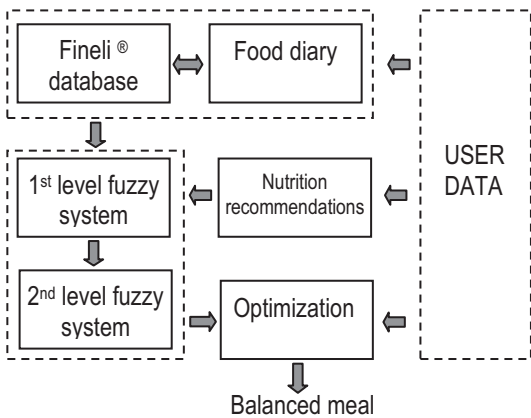 Fineli ®
database
Food diary
USER
DATA
1st level fuzzy
system
Nutrition
recommendations
2nd level fuzzy
system
Optimization
Balanced meal